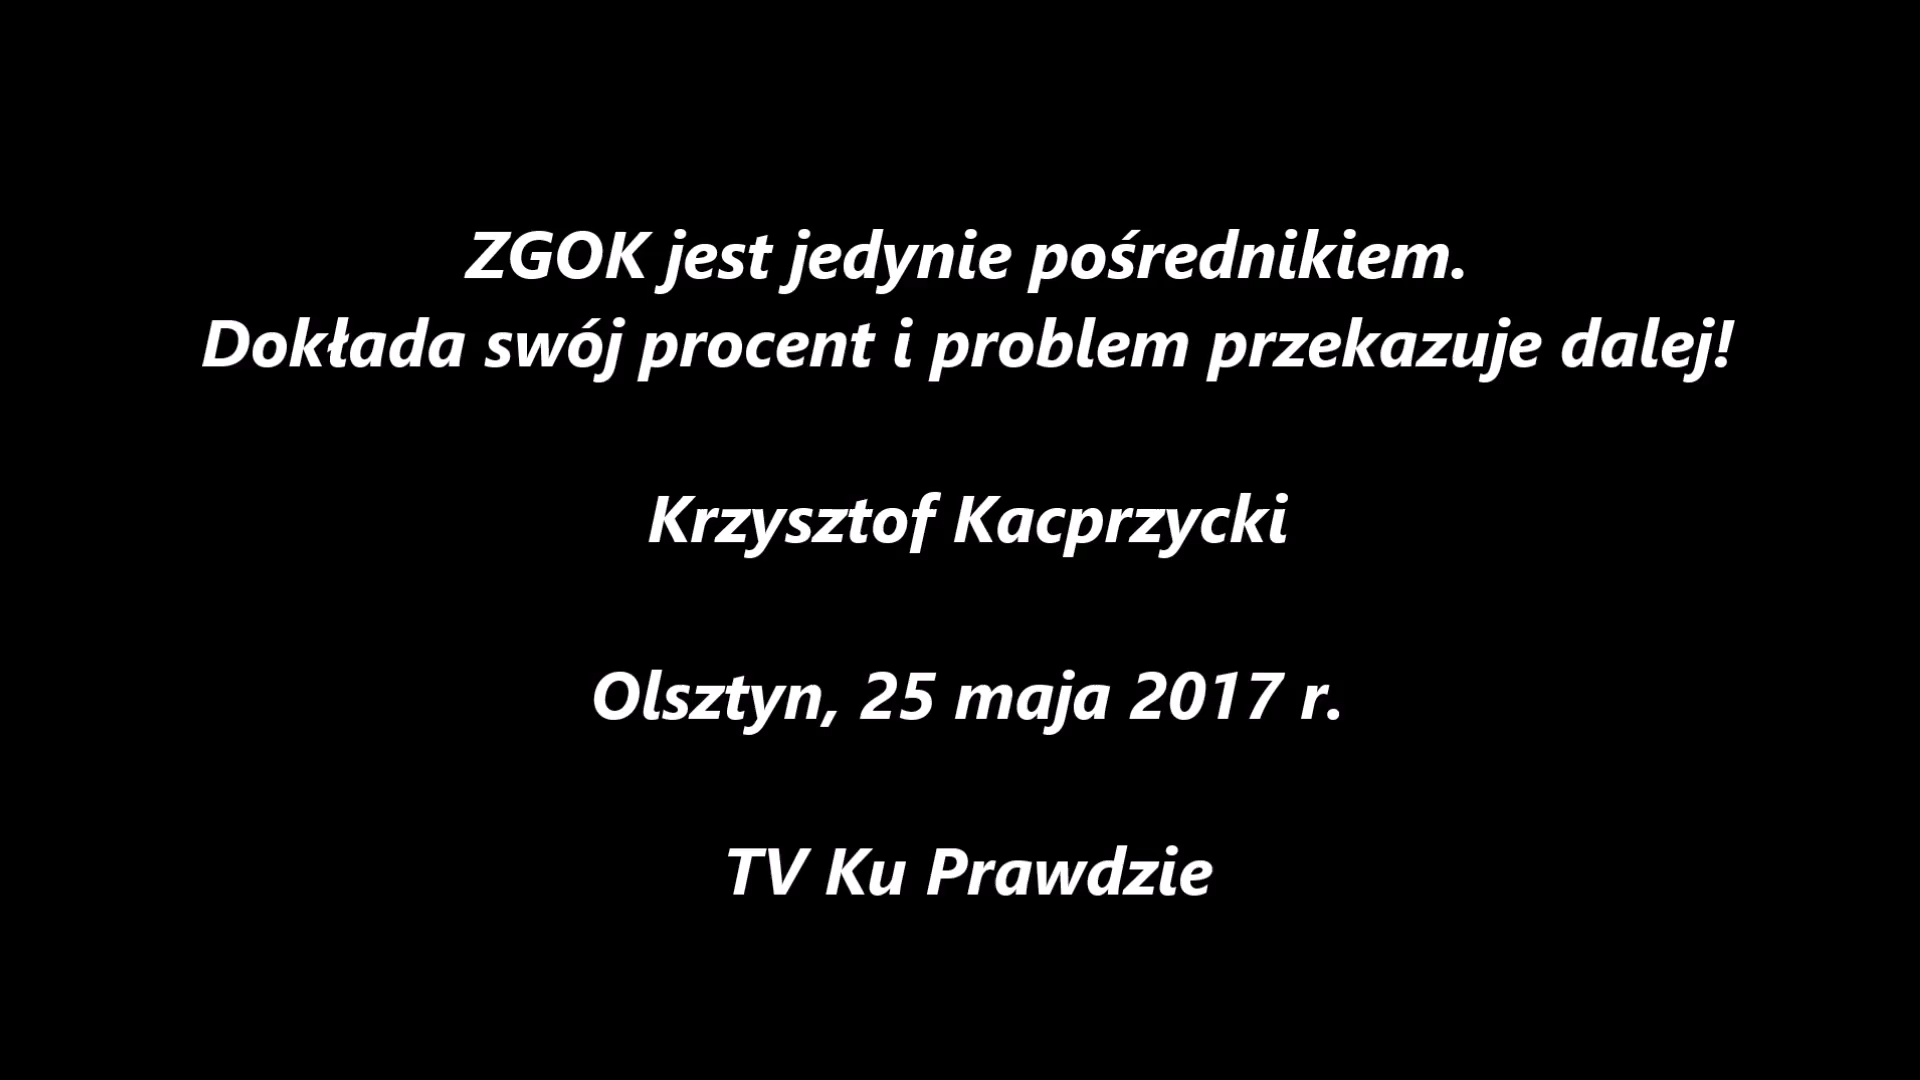 ZGOK jest jedynie pośrednikiem.
Dokłada swój procent i problem przekazuje dalej!
Krzysztof Kacprzycki
Olsztyn, 25 maja 2017 r.
TV Ku Prawdzie